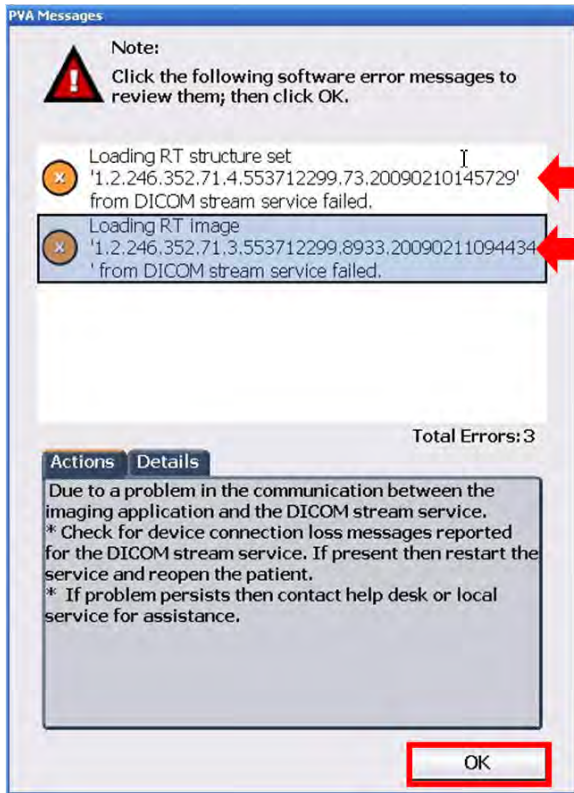 PVA Messages
Note:
Click the following software error messages to
review them; then click OK.
Loading RT structure set
'1.2.246.352.71.4.553712299.73.20090210145729'
from DICOM stream service failed.
Loading RT image
'1.2.246.352.71.3.553712299.8933.20090211094434
' from DICOM stream service failed.
Total Errors: 3
Actions Details
Due to a problem in the communication between the
imaging application and the DICOM stream service.
* Check for device connection loss messages reported
for the DICOM stream service. If present then restart the
service and reopen the patient.
* If problem persists then contact help desk or local
service for assistance.
OK